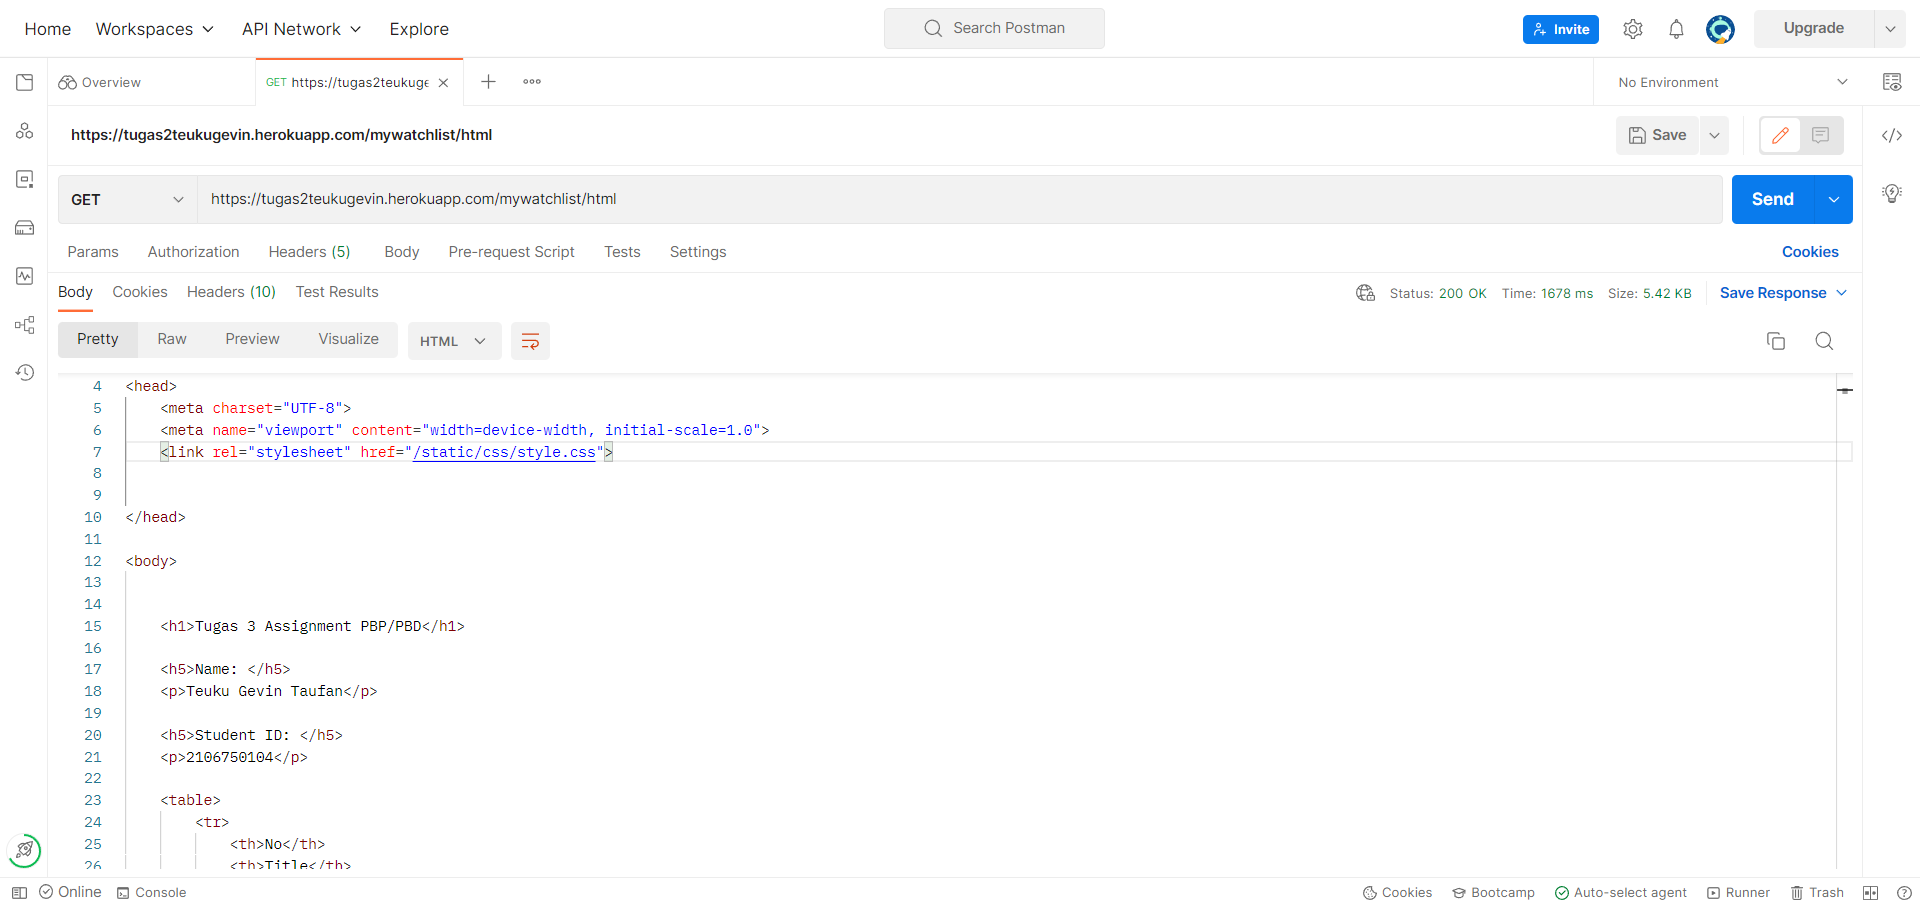 Home Workspaces API Network Explore Search Postman Invite Upgrade
Overview GET https://tugas2teukuge No Environment
https://tugas2teukugevin.herokuapp.com/mywatchlist/html Save
GET https://tugas2teukugevin.herokuapp.com/mywatchlist/html Send
Params Authorization Headers (5) Body Pre-request Script Tests Settings Cookies
Body Cookies Headers (10) Test Results Status: 200 OK Time: 1678 ms Size: 5.42 KB Save Response
Pretty Raw Preview Visualize HTML
4 <head>
5 <meta charset="UTF-8">
6 <meta name="viewport" content="width=device-width, initial-scale=1.0">
7 <link rel="stylesheet" href="/static/css/style.css">
8
9
10 </head>
11
12 <body>
13
14
15 <h1>Tugas 3 Assignment PBP/PBD</h1>
16
17 <h5>Name: </h5>
18 <p>Teuku Gevin Taufan</p>
19
20 <h5>Student ID: </h5>
21 <p>2106750104</p>
22
23 <table>
24 <tr>
25 <th>No</th>
26 <th>Title</th>
Online Console Cookies Bootcamp Auto-select agent Runner Trash